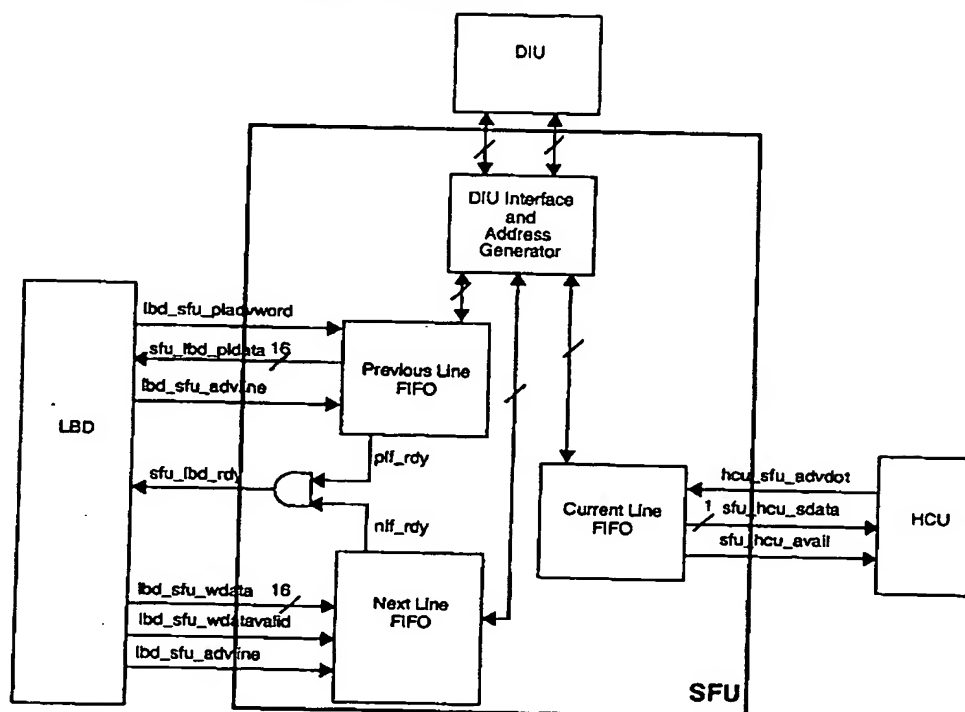 DIU
DIU Interface
and
Address
Generator
lbd_sfu_pladvword
sfu_lbd_pldata 16
lbd_sfu_advline
Previous Line
FIFO
LBD
plf_rdy
sfu_lbd_rdy
nlf_rdy
hcu_sfu_advdot
1 sfu_hcu_sdata
sfu_hcu_avail
Current Line
FIFO
HCU
lbd_sfu_wdata 16
lbd_sfu_wdatavalid
lbd_sfu_advline
Next Line
FIFO
SFU